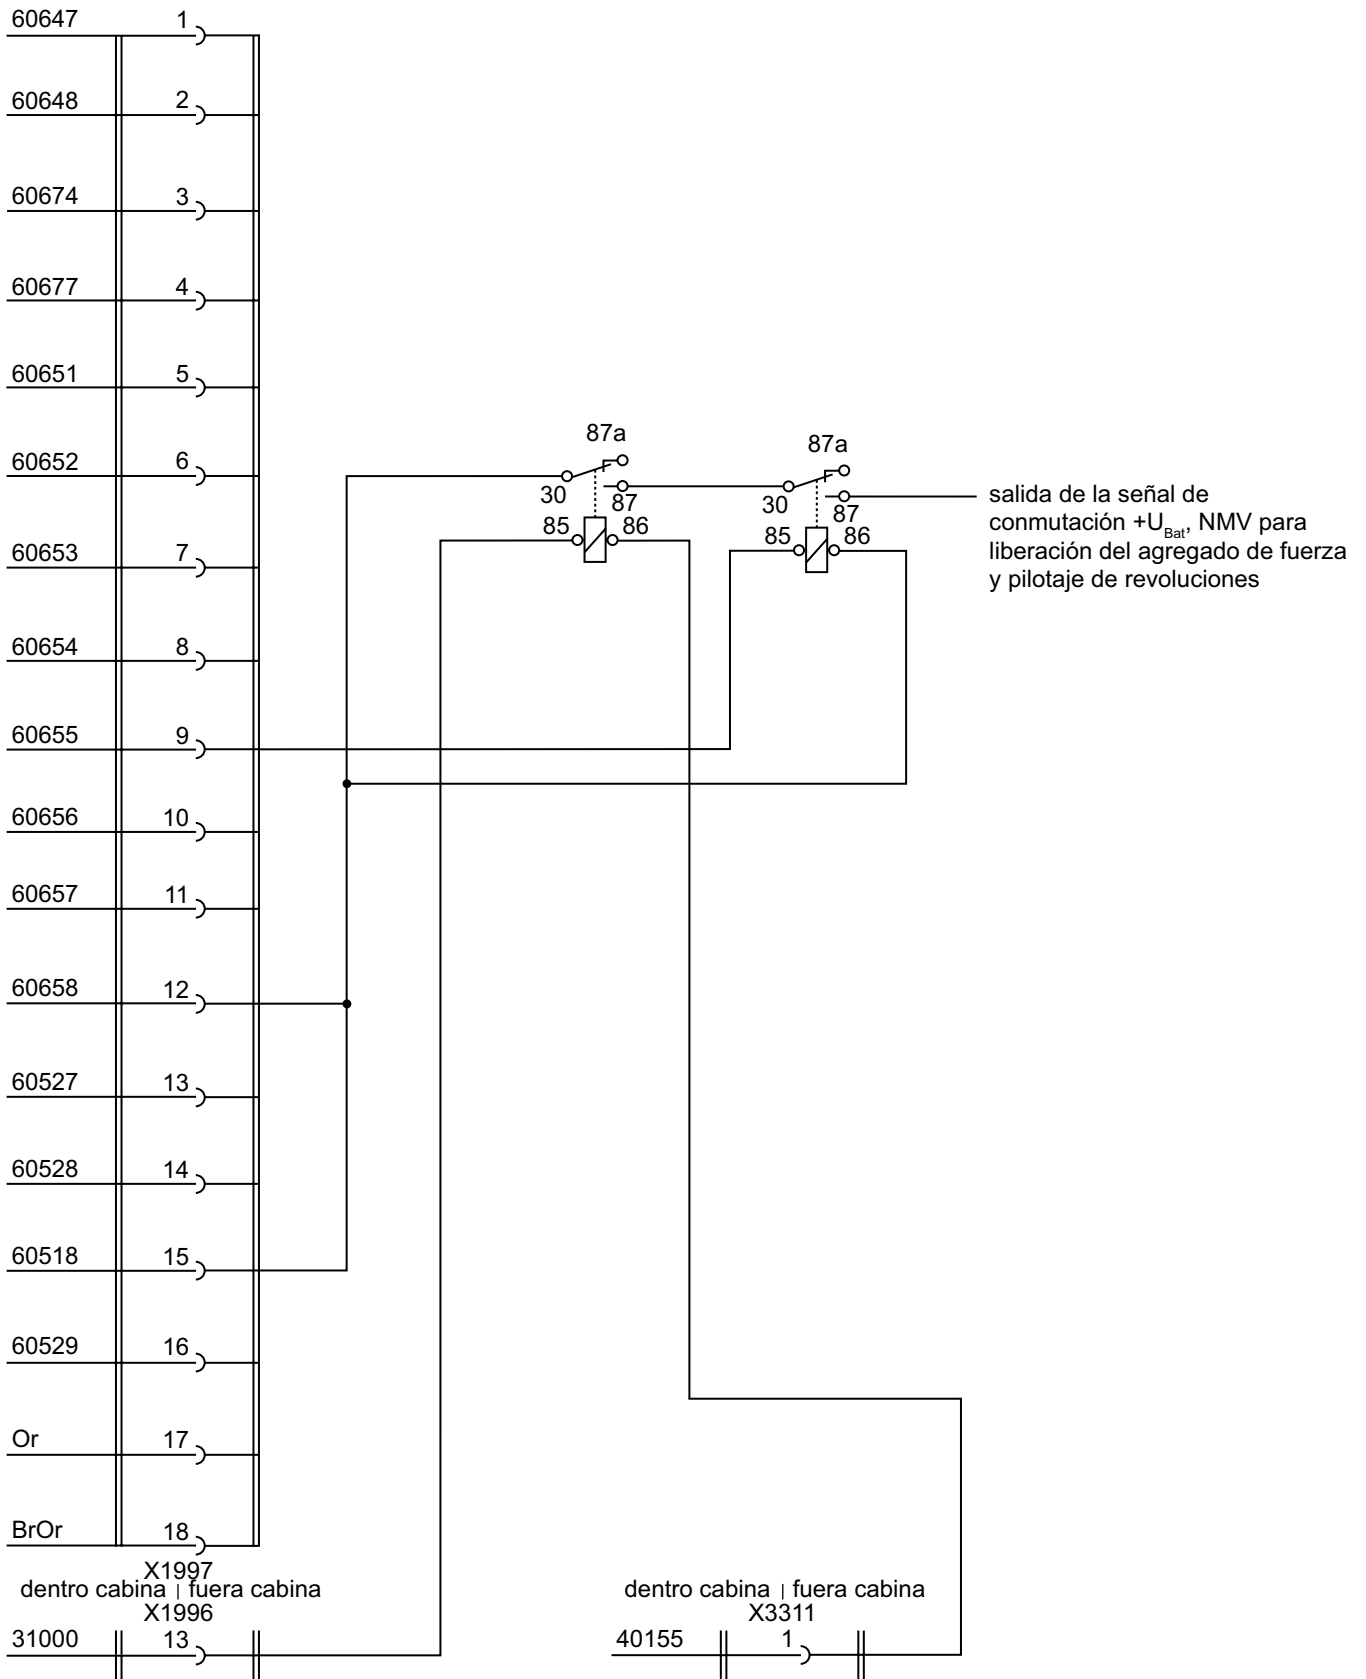 60647 1
60648 2
60674 3
60677 4
60651 5
87a
87a
60652 6
30 87
30 87
salida de la señal de
conmutación +UBat, NMV para
liberación del agregado de fuerza
y pilotaje de revoluciones
85 86
85 86
60653 7
60654 8
60655 9
60656 10
60657 11
60658 12
60527 13
60528 14
60518 15
60529 16
Or 17
BrOr 18
X1997
dentro cabina | fuera cabina
X1996
31000 13
dentro cabina | fuera cabina
X3311
40155 1